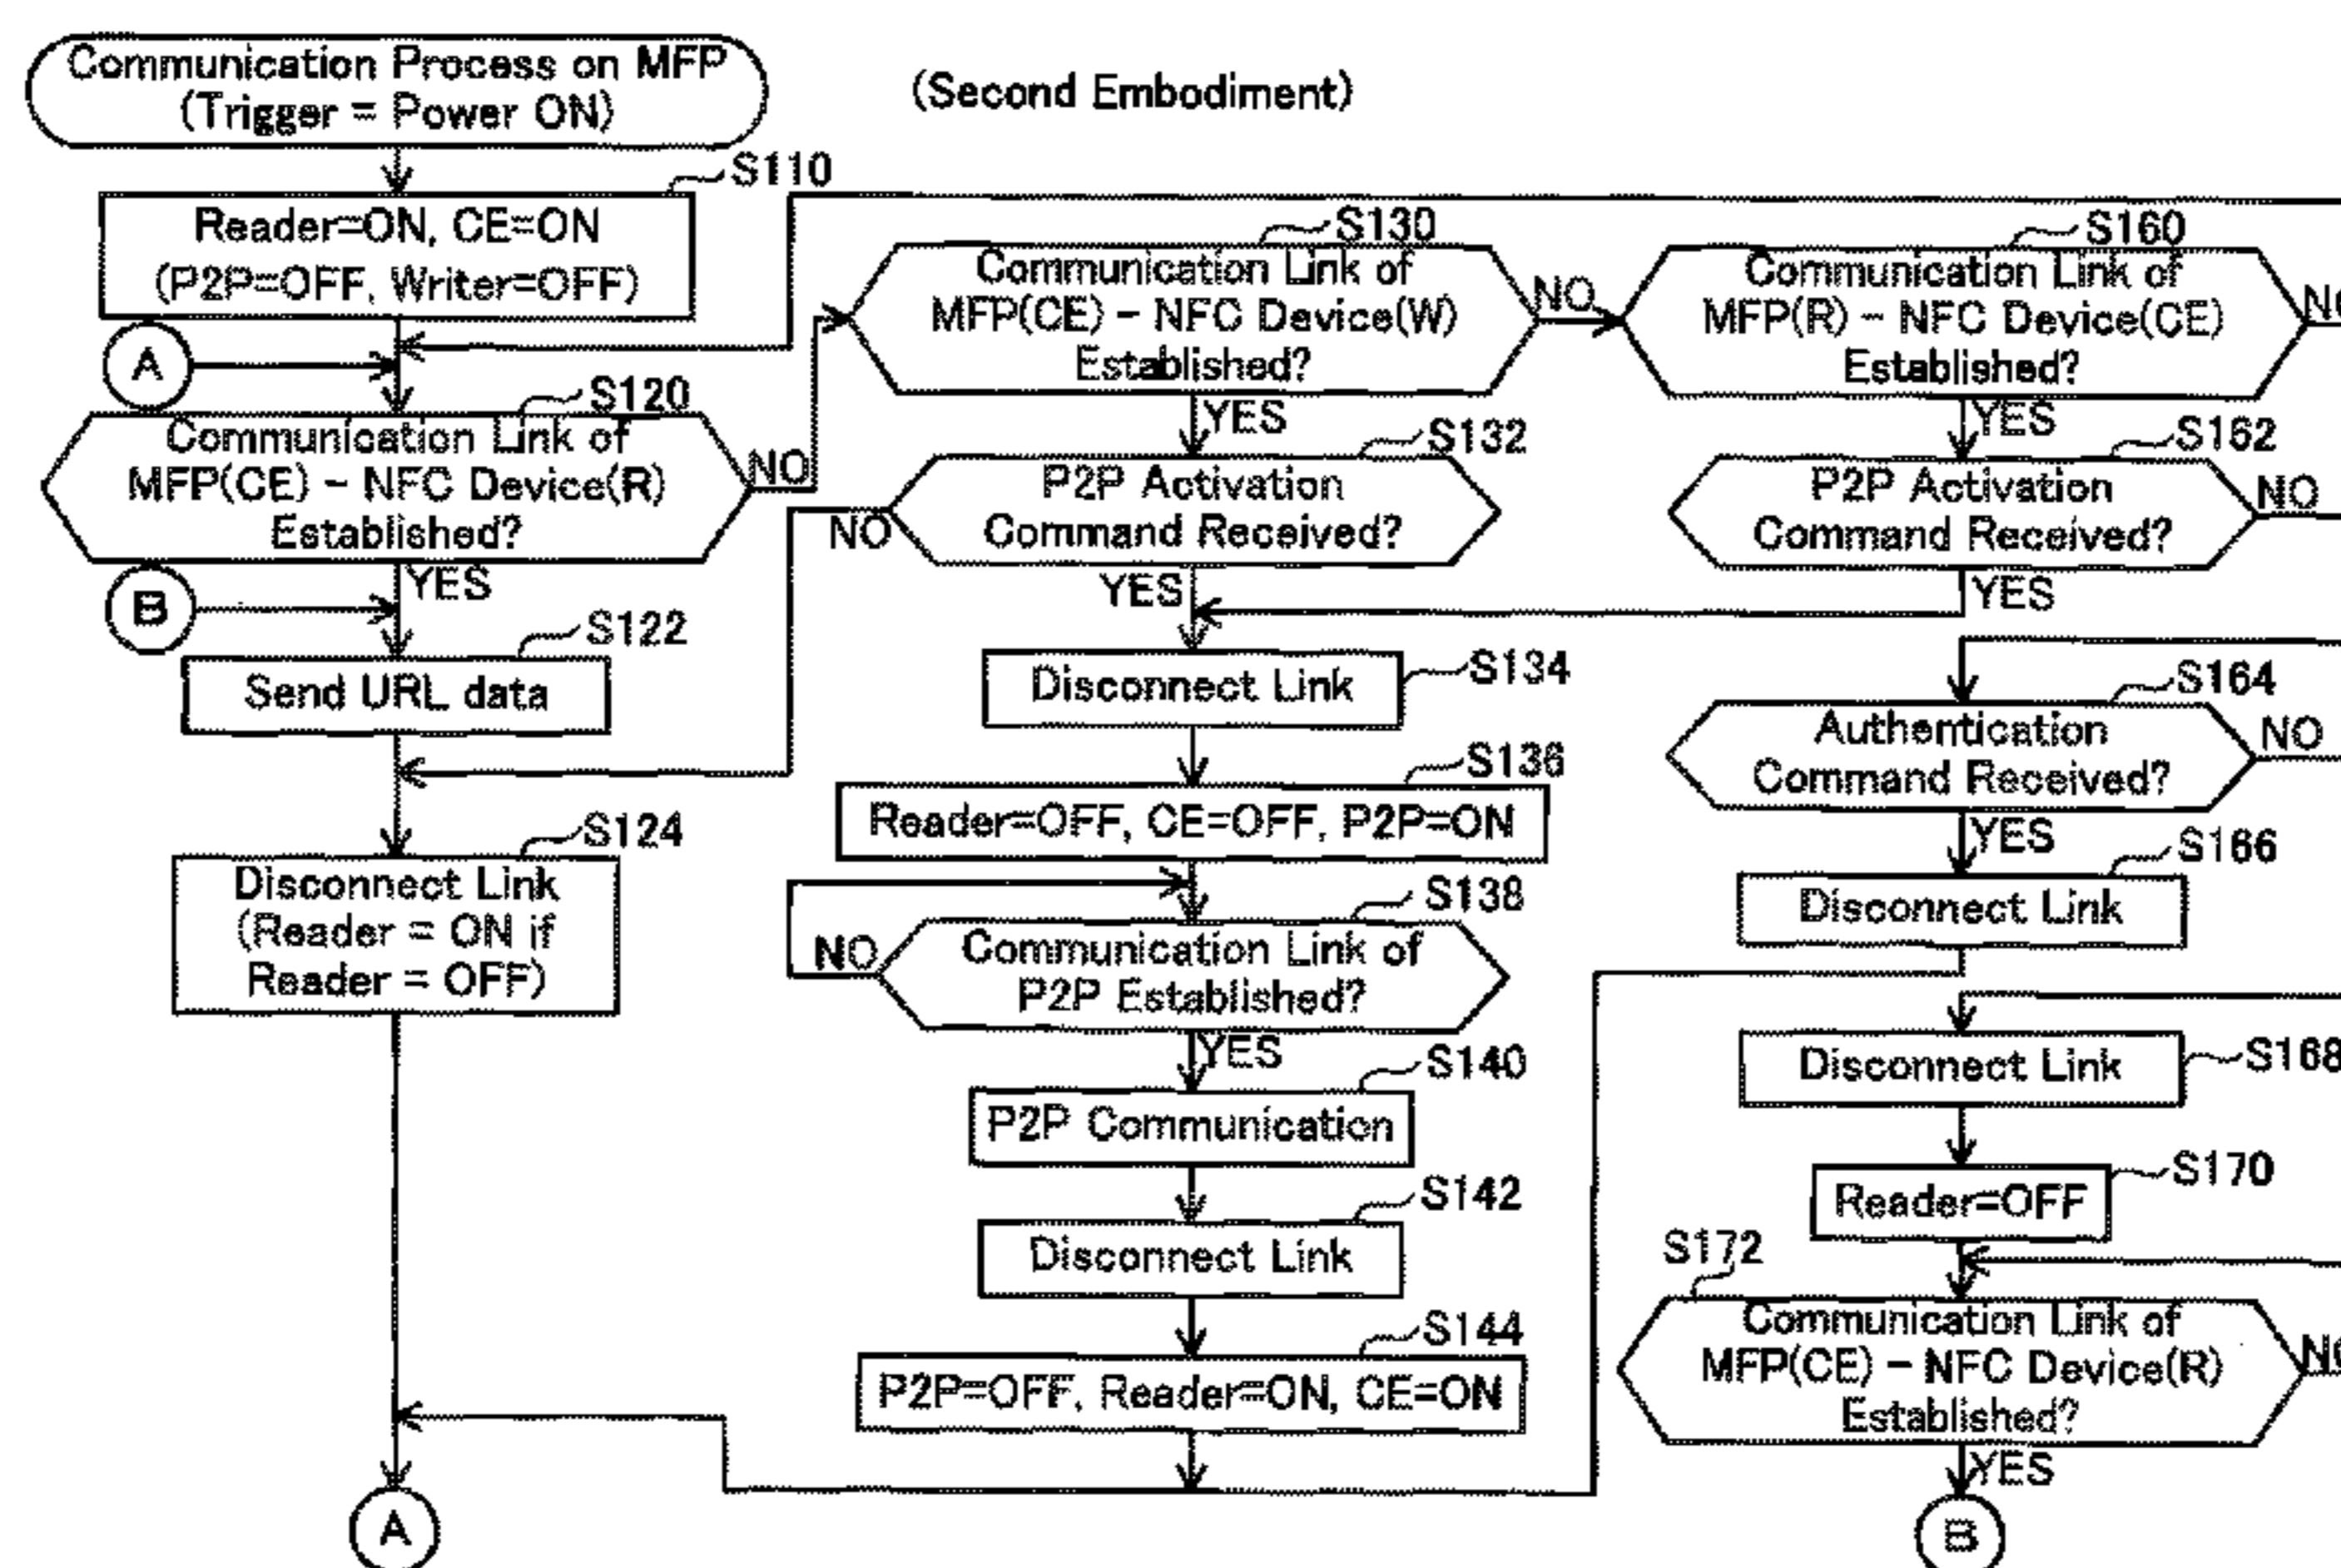 Communication Process on MFP
(Trigger = Power ON)
(Second Embodiment)
S110
Reader=ON, CE=ON
(P2P=OFF, Writer=OFF)
A
S120
Communication Link of
MFP(CE) - NFC Device(R)
Established?
NO
YES
B
S122
Send URL data
S124
Disconnect Link
(Reader = ON if
Reader = OFF)
A
S130
Communication Link of
MFP(CE) - NFC Device(W)
Established?
NO
YES
S132
P2P Activation
Command Received?
NO
YES
S134
Disconnect Link
S136
Reader=OFF, CE=OFF, P2P=ON
S138
Communication Link of
P2P Established?
NO
YES
S140
P2P Communication
S142
Disconnect Link
S144
P2P=OFF, Reader=ON, CE=ON
S160
Communication Link of
MFP(R) - NFC Device(CE)
Established?
NO
YES
S162
P2P Activation
Command Received?
NO
YES
S164
Authentication
Command Received?
NO
YES
S166
Disconnect Link
S168
Disconnect Link
S170
Reader=OFF
S172
Communication Link of
MFP(CE) - NFC Device(R)
Established?
NO
YES
B